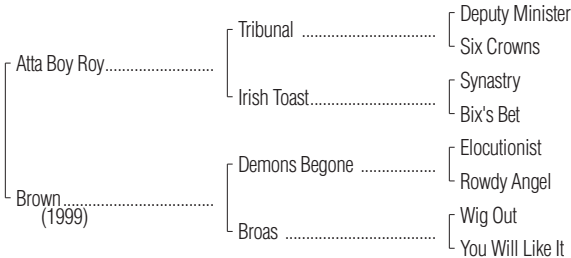 Deputy Minister
Tribunal ........................................
Six Crowns
Atta Boy Roy..........................
Synastry
Irish Toast......................................
Bix's Bet
Elocutionist
Demons Begone .......................
Rowdy Angel
Brown....................................
(1999)
Wig Out
Broas ............................................
You Will Like It